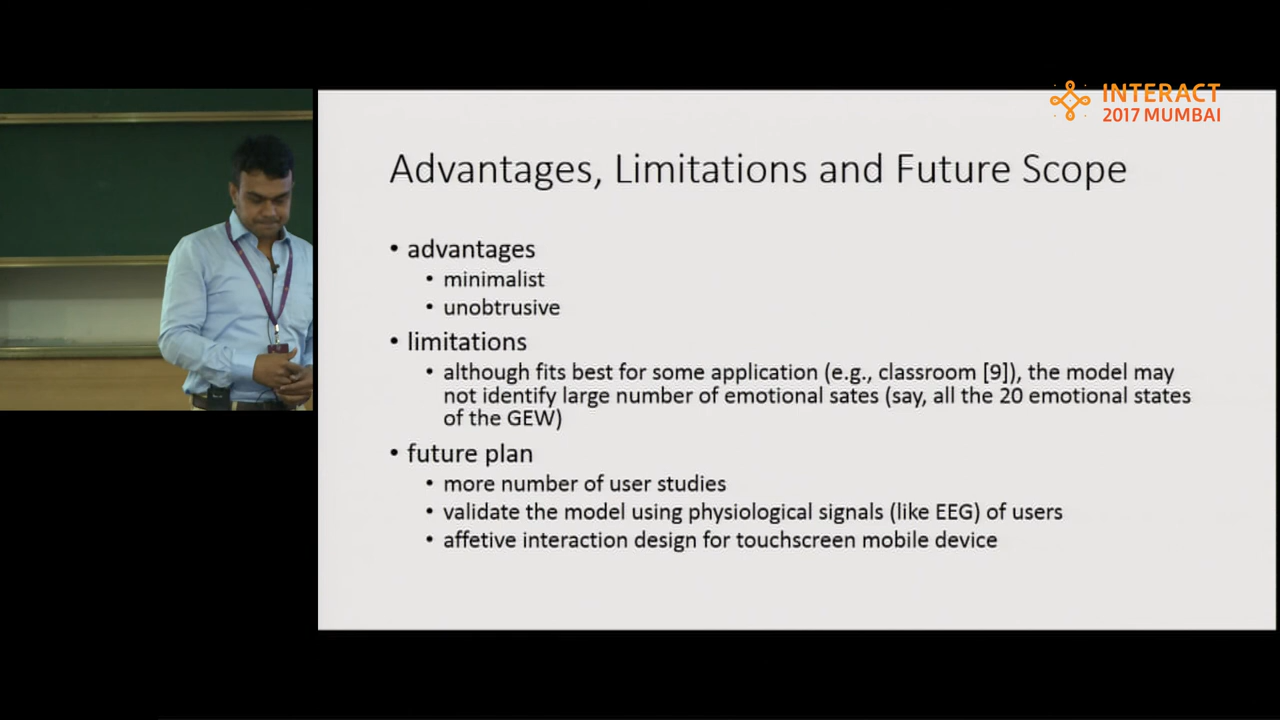 INTERACT
2017 MUMBAI
Advantages, Limitations and Future Scope
• advantages
• minimalist
• unobtrusive
• limitations
• although fits best for some application (e.g., classroom [9]), the model may
not identify large number of emotional sates (say, all the 20 emotional states
of the GEW)
• future plan
• more number of user studies
• validate the model using physiological signals (like EEG) of users
• affetive interaction design for touchscreen mobile device